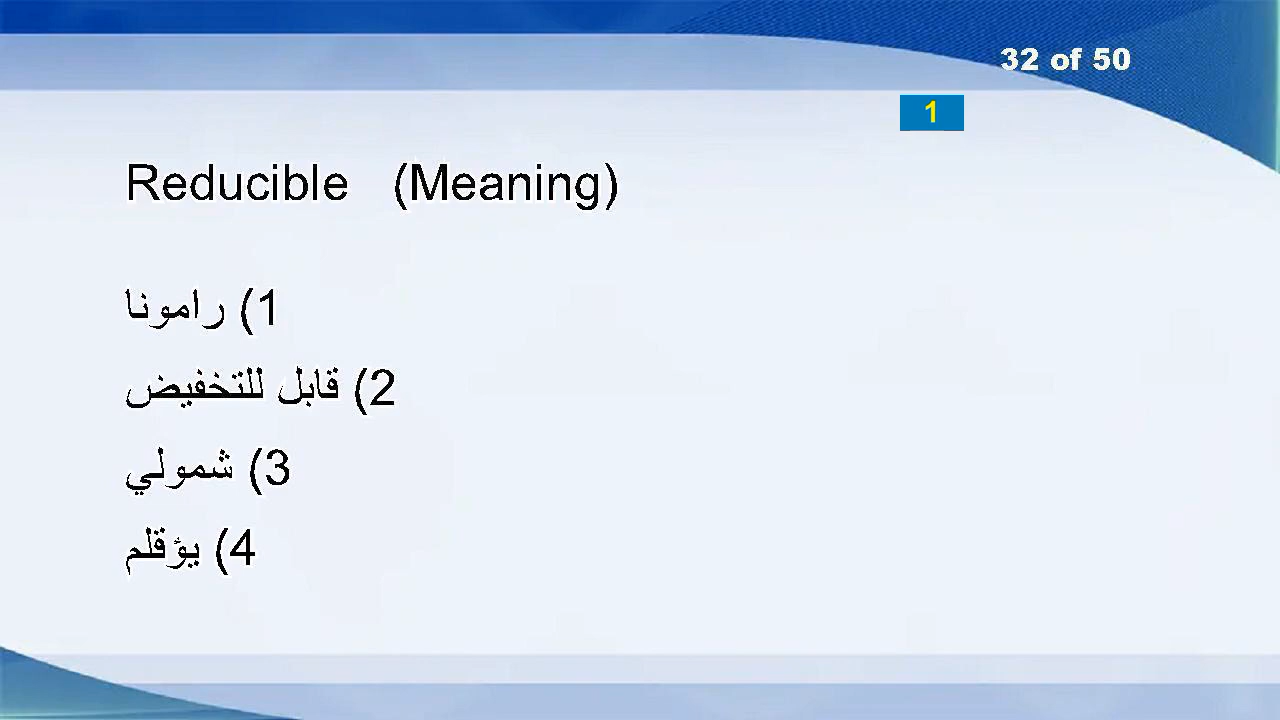 32 of 50
1
Reducible (Meaning)
1) رامونا
2) قابل للتخفيض
3) شمولي
4) يؤقلم